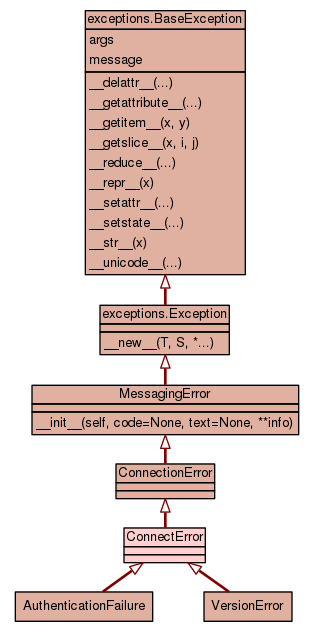 exceptions.BaseException
args
message
__delattr__(...)
__getattribute__(...)
__getitem__(x, y)
__getslice__(x, i, j)
__reduce__(...)
__repr__(x)
__setattr__(...)
__setstate__(...)
__str__(x)
__unicode__(...)
exceptions.Exception
__new__(T, S, *...)
MessagingError
__init__(self, code=None, text=None, **info)
ConnectionError
ConnectError
AuthenticationFailure
VersionError